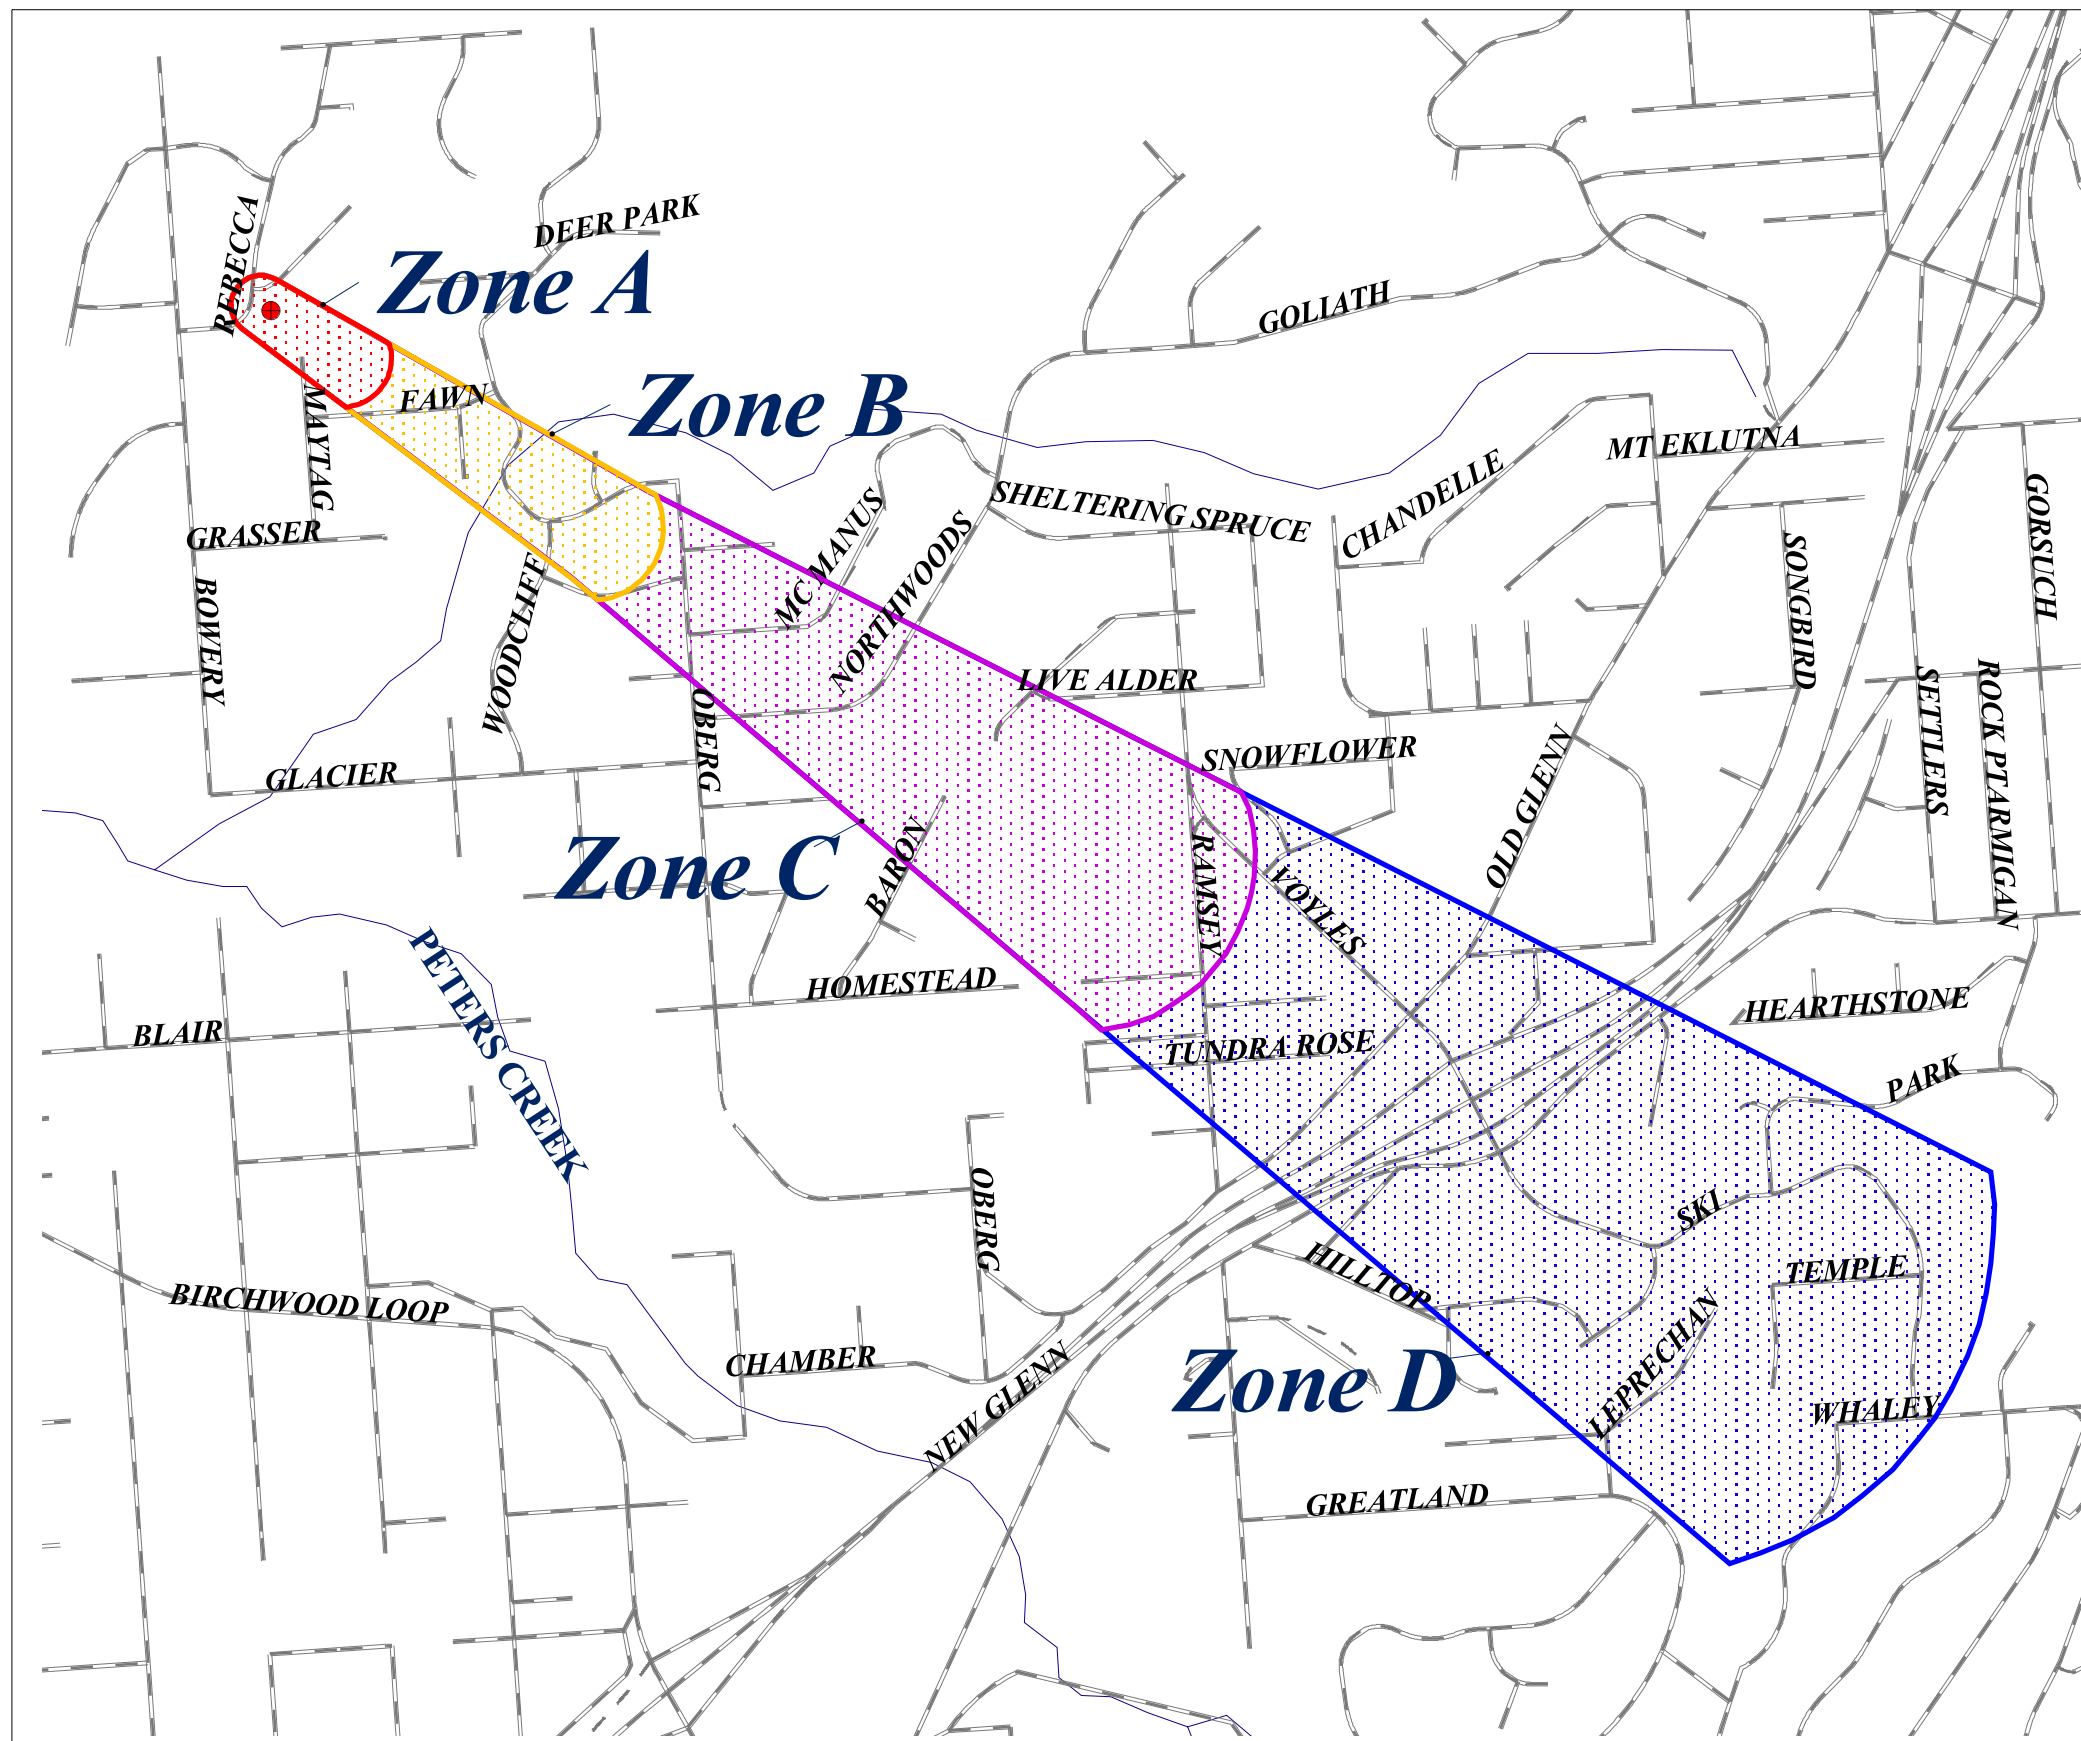 DEER PARK
REBECCA
Zone A
GOLIATH
FAWN
Zone B
MAYTAG
MT EKLUTNA
CHANDELLE
SHELTERING SPRUCE
GORSUCH
GRASSER
MC MANUS
NORTHWOODS
SONGBIRD
BOWERY
WOODCLIFF
LIVE ALDER
SETTLERS
ROCK PTARMIGAN
OBERG
SNOWFLOWER
OLD GLENN
GLACIER
Zone C
BARON
RAMSEY
VOYLES
PETERS CREEK
HOMESTEAD
HEARTHSTONE
BLAIR
TUNDRA ROSE
PARK
OBERG
SKI
HILLTOP
TEMPLE
BIRCHWOOD LOOP
LEPRECHAN
CHAMBER
NEW GLENN
Zone D
WHALEY
GREATLAND